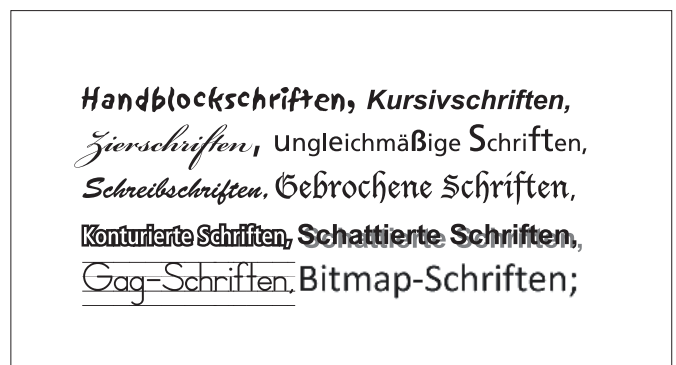 Handblockschriften, Kursivschriften,
Zierschriften, ungleichmäßige Schriften,
Schreibschriften, Gebrochene Schriften,
Konturierte Schriften, Schattierte Schriften,
Gag-Schriften, Bitmap-Schriften;